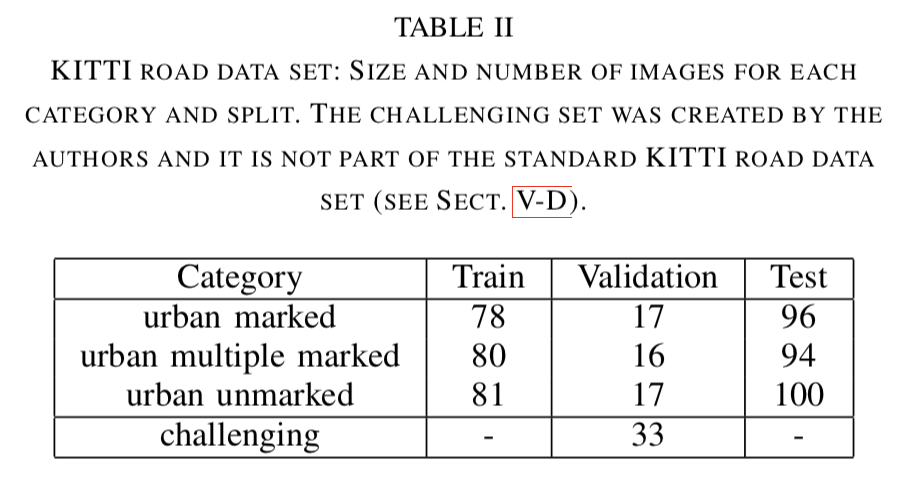 TABLE II
KITTI ROAD DATA SET: SIZE AND NUMBER OF IMAGES FOR EACH
CATEGORY AND SPLIT. THE CHALLENGING SET WAS CREATED BY THE
AUTHORS AND IT IS NOT PART OF THE STANDARD KITTI ROAD DATA
SET (SEE SECT. V-D).
Category Train Validation Test
urban marked 78 17 96
urban multiple marked 80 16 94
urban unmarked 81 17 100
challenging - 33 -